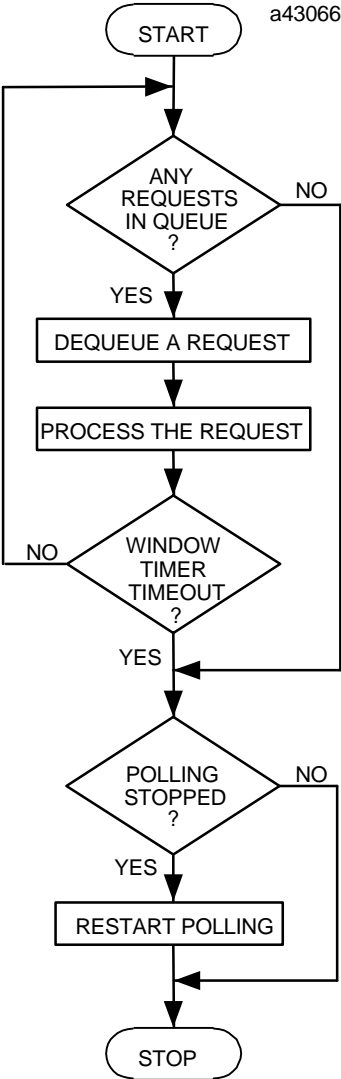 a43066
START
ANY
REQUESTS
IN QUEUE
?
NO
YES
DEQUEUE A REQUEST
PROCESS THE REQUEST
NO
WINDOW
TIMER
TIMEOUT
?
YES
POLLING
STOPPED
?
NO
YES
RESTART POLLING
STOP